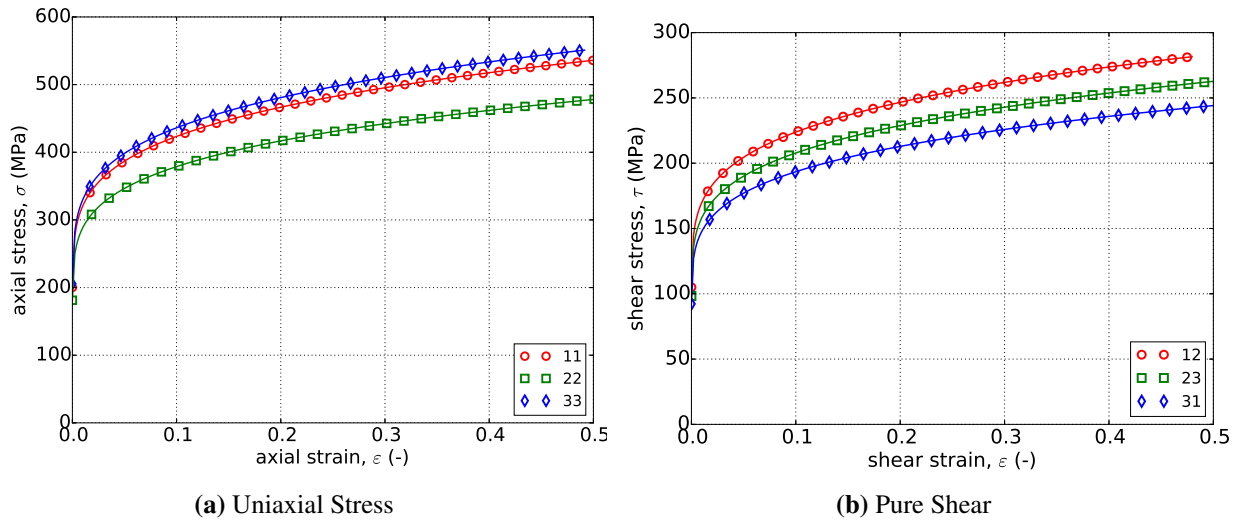 600
500
400
300
200
100
0
0.0 0.1 0.2 0.3 0.4 0.5
axial strain, ε (-)
axial stress, σ (MPa)
11
22
33
(a) Uniaxial Stress
300
250
200
150
100
50
0
0.0 0.1 0.2 0.3 0.4 0.5
shear strain, ε (-)
shear stress, τ (MPa)
12
23
31
(b) Pure Shear